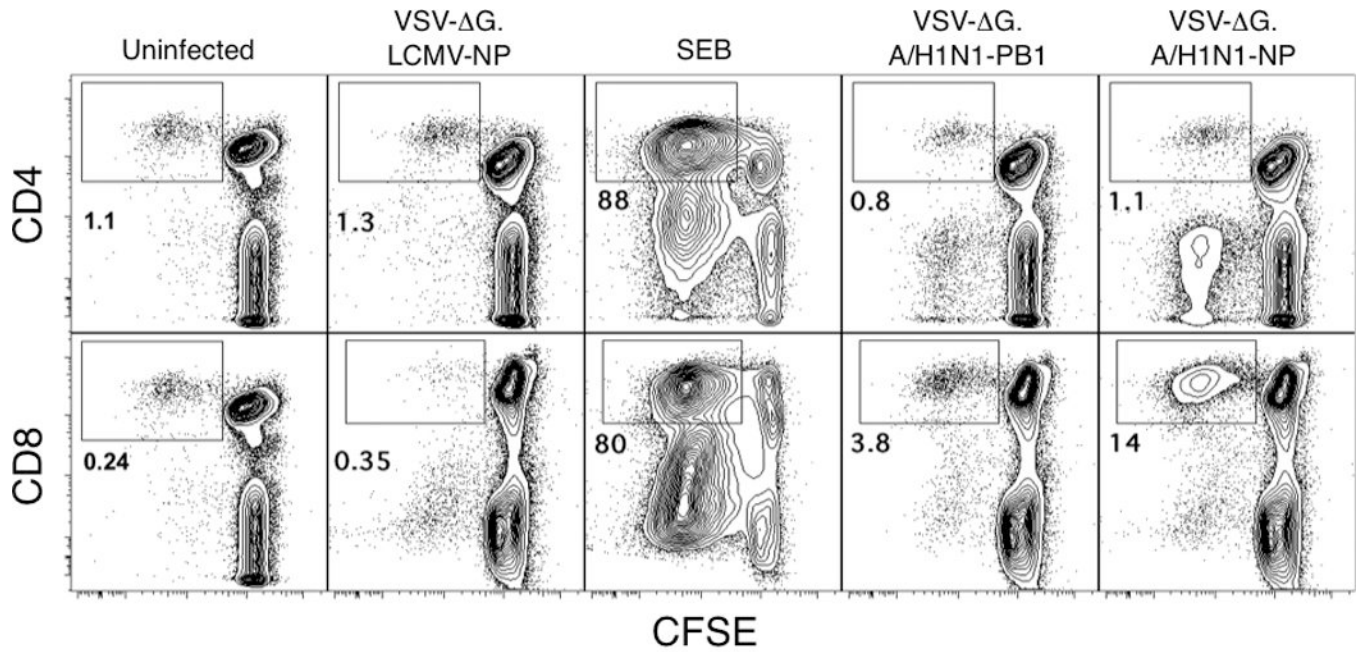 Uninfected
VSV-ΔG.
LCMV-NP
SEB
VSV-ΔG.
A/H1N1-PB1
VSV-ΔG.
A/H1N1-NP
CD4
1.1
1.3
88
0.8
1.1
CD8
0.24
0.35
80
3.8
14
CFSE